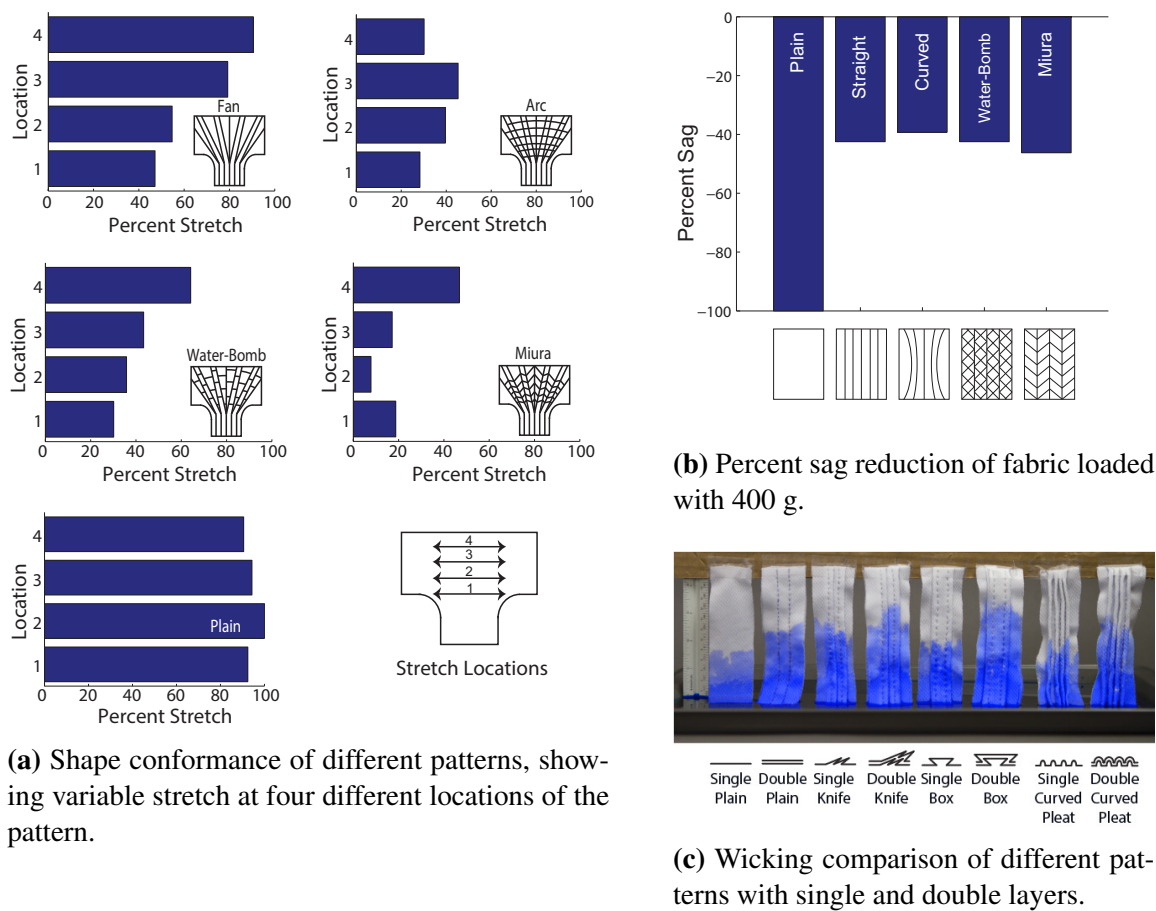 4
3
2
1
Location
Fan
0 20 40 60 80 100
Percent Stretch
4
3
2
1
Location
Arc
0 20 40 60 80 100
Percent Stretch
4
3
2
1
Location
Water-Bomb
0 20 40 60 80 100
Percent Stretch
4
3
2
1
Location
Miura
0 20 40 60 80 100
Percent Stretch
4
3
2
1
Location
Plain
0 20 40 60 80 100
Percent Stretch
4
3
2
1
Stretch Locations
(a) Shape conformance of different patterns, show-
ing variable stretch at four different locations of the
pattern.
0
−20
−40
−60
−80
−100
Percent Sag
Plain
Straight
Curved
Water-Bomb
Miura
(b) Percent sag reduction of fabric loaded
with 400 g.
Single Plain
Double Plain
Single Knife
Double Knife
Single Box
Double Box
Single Curved Pleat
Double Curved Pleat
(c) Wicking comparison of different pat-
terns with single and double layers.